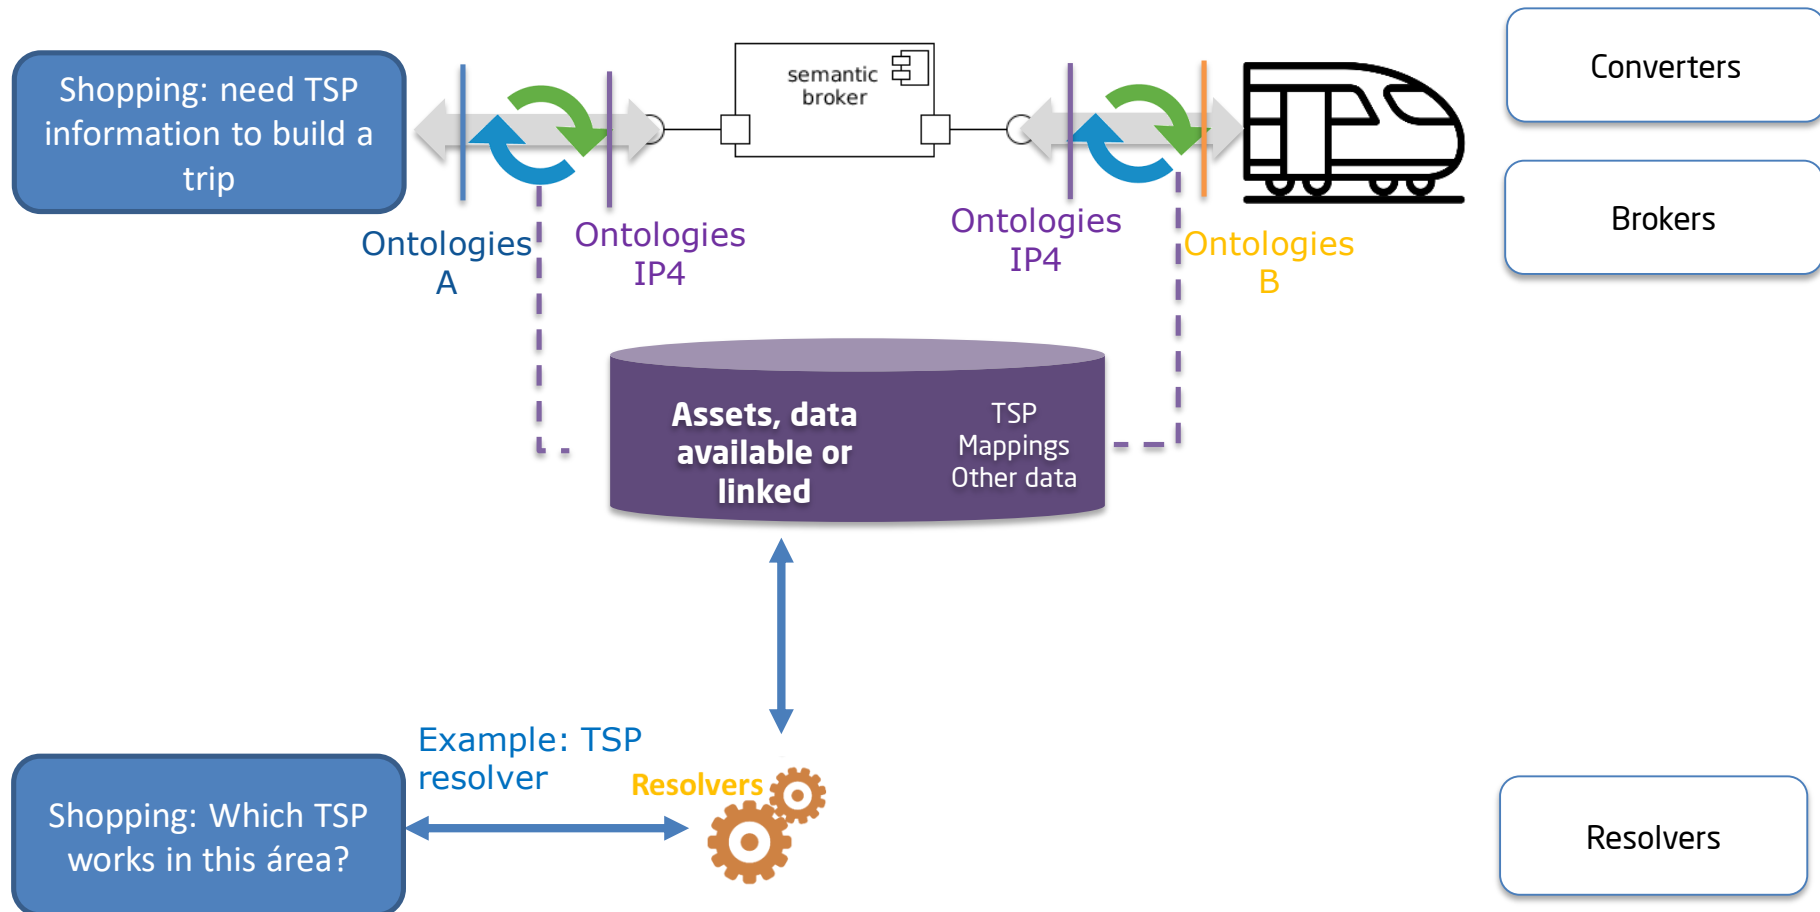 Shopping: need TSP
information to build a
trip
semantic
broker
Converters
Brokers
Ontologies
A
Ontologies
IP4
Ontologies
IP4
Ontologies
B
Assets, data
available or
linked
TSP
Mappings
Other data
Example: TSP
resolver
Resolvers
Shopping: Which TSP
works in this área?
Resolvers